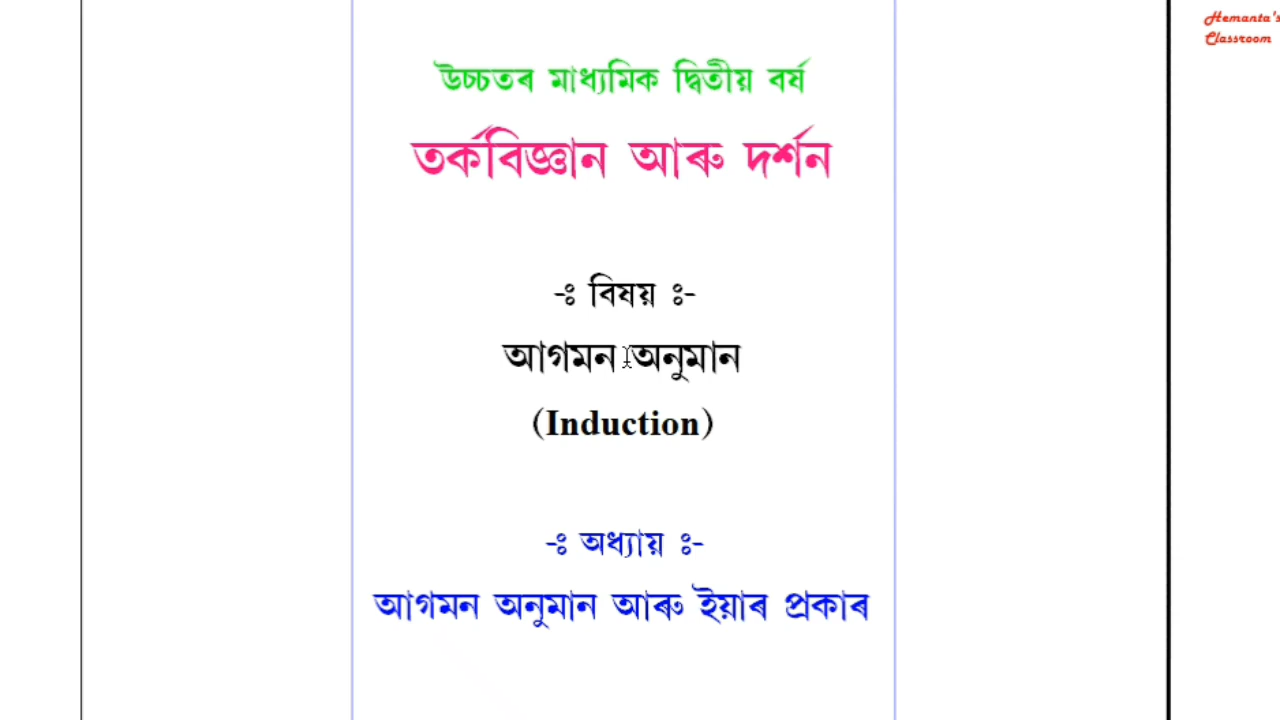 Hemanta's
Classroom
উচ্চতৰ মাধ্যমিক দ্বিতীয় বৰ্ষ
তৰ্কবিজ্ঞান আৰু দৰ্শন
-ঃ বিষয় ঃ-
আগমন অনুমান
(Induction)
-ঃ অধ্যায় ঃ-
আগমন অনুমান আৰু ইয়াৰ প্ৰকাৰ